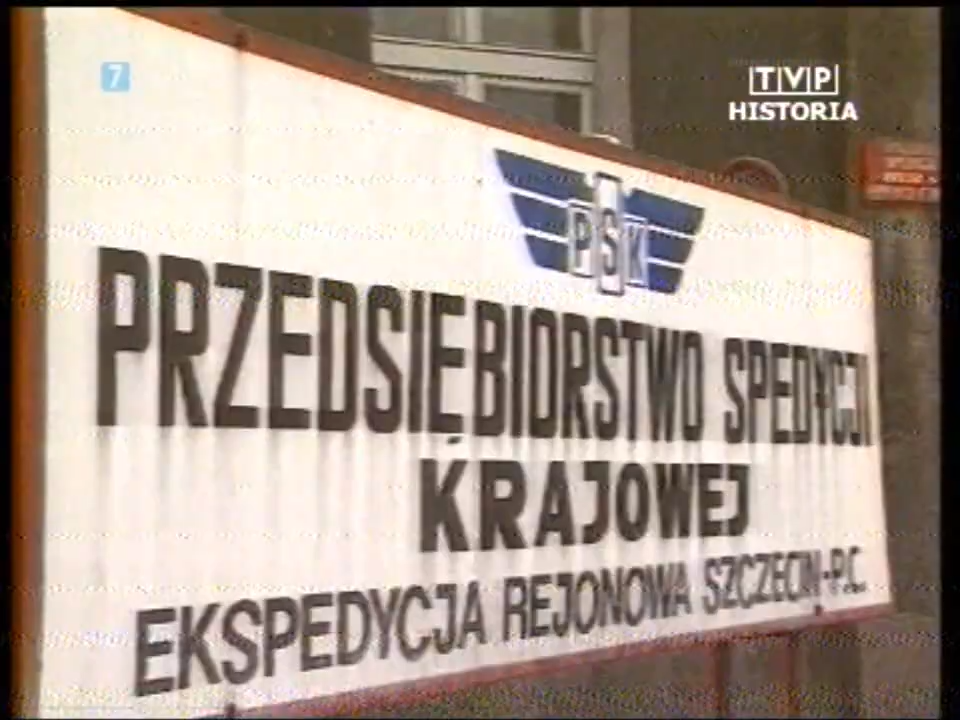 7
TVP
HISTORIA
PSK
PRZEDSIĘBIORSTWO SPEDYCJI
KRAJOWEJ
EKSPEDYCJA REJONOWA SZCZECIN-P.C.